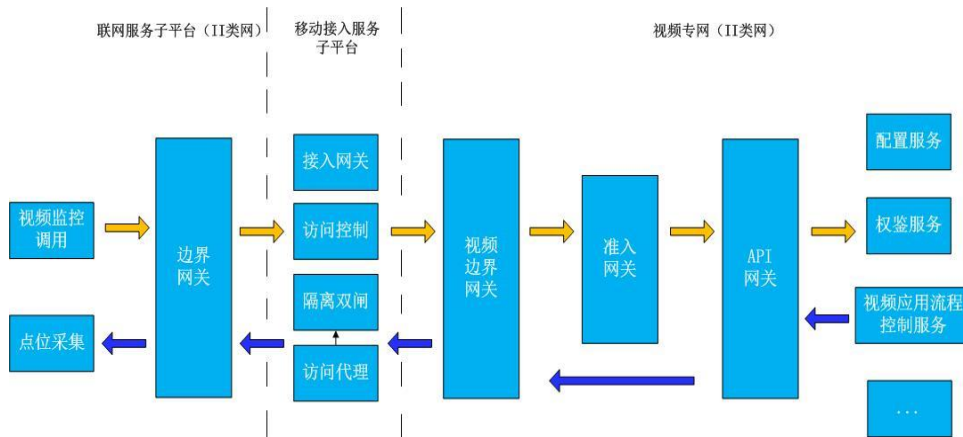 联网服务子平台（II类网）
移动接入服务
子平台
视频专网（II类网）
视频监控
调用
点位采集
边界
网关
接入网关
访问控制
隔离双闸
访问代理
视频
边界
网关
准入
网关
API
网关
配置服务
权鉴服务
视频应用流程
控制服务
...